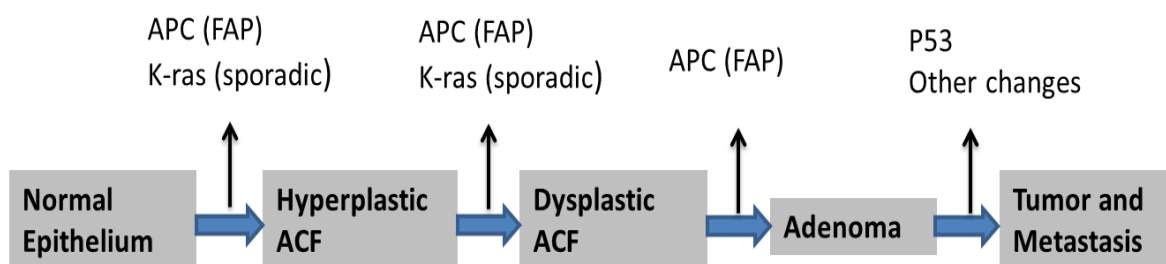 APC (FAP)
K-ras (sporadic)
APC (FAP)
K-ras (sporadic)
APC (FAP)
P53
Other changes
Normal
Epithelium
Hyperplastic
ACF
Dysplastic
ACF
Adenoma
Tumor and
Metastasis